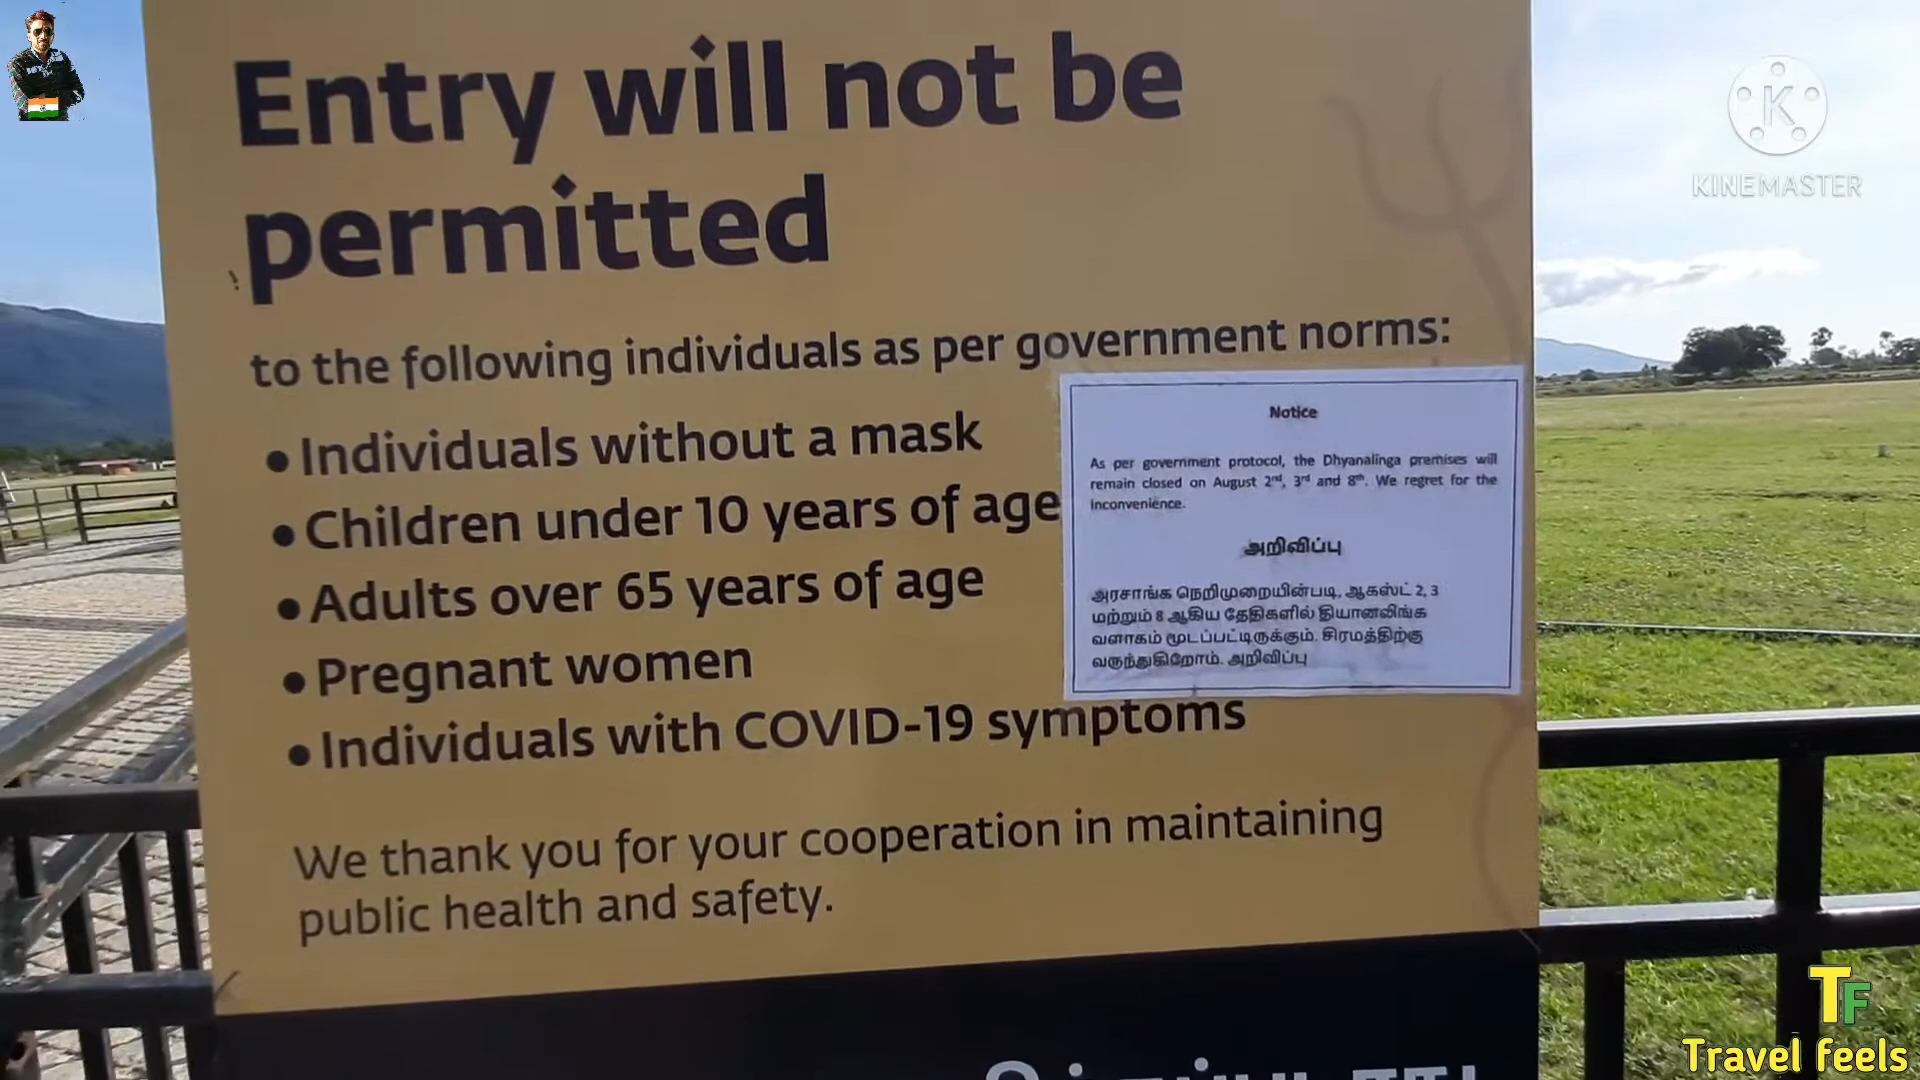 Entry will not be
permitted
to the following individuals as per government norms:
• Individuals without a mask
• Children under 10 years of age
• Adults over 65 years of age
• Pregnant women
• Individuals with COVID-19 symptoms
We thank you for your cooperation in maintaining
public health and safety.
Notice
As per government protocol, the Dhyanalinga premises will
remain closed on August 2nd, 3rd and 8th. We regret for the
inconvenience.
அறிவிப்பு
அரசாங்க நெறிமுறையின்படி, ஆகஸ்ட் 2, 3
மற்றும் 8 ஆகிய தேதிகளில் தியானலிங்க
வளாகம் மூடப்பட்டிருக்கும். சிரமத்திற்கு
வருந்துகிறோம். அறிவிப்பு
K
KINEMASTER
TF
Travel feels